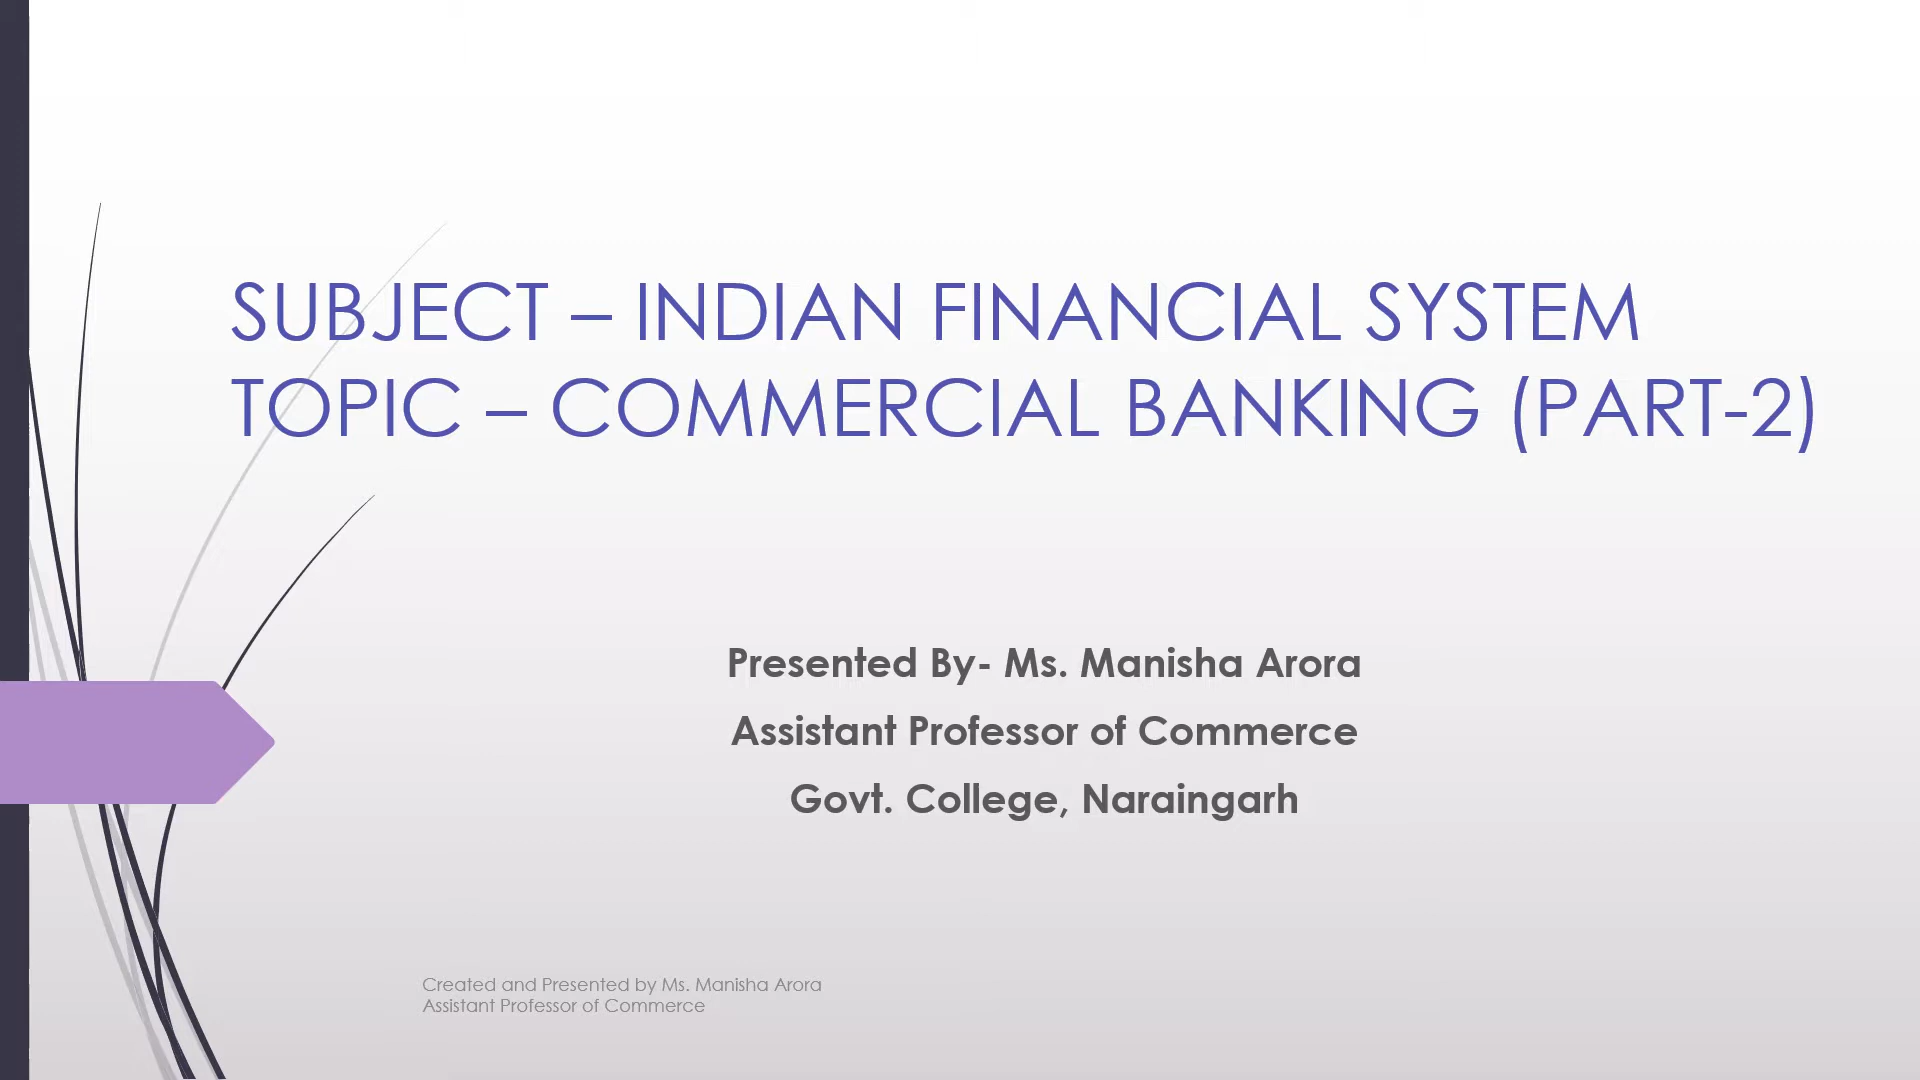 SUBJECT – INDIAN FINANCIAL SYSTEM
TOPIC – COMMERCIAL BANKING (PART-2)
Presented By- Ms. Manisha Arora
Assistant Professor of Commerce
Govt. College, Naraingarh
Created and Presented by Ms. Manisha Arora
Assistant Professor of Commerce